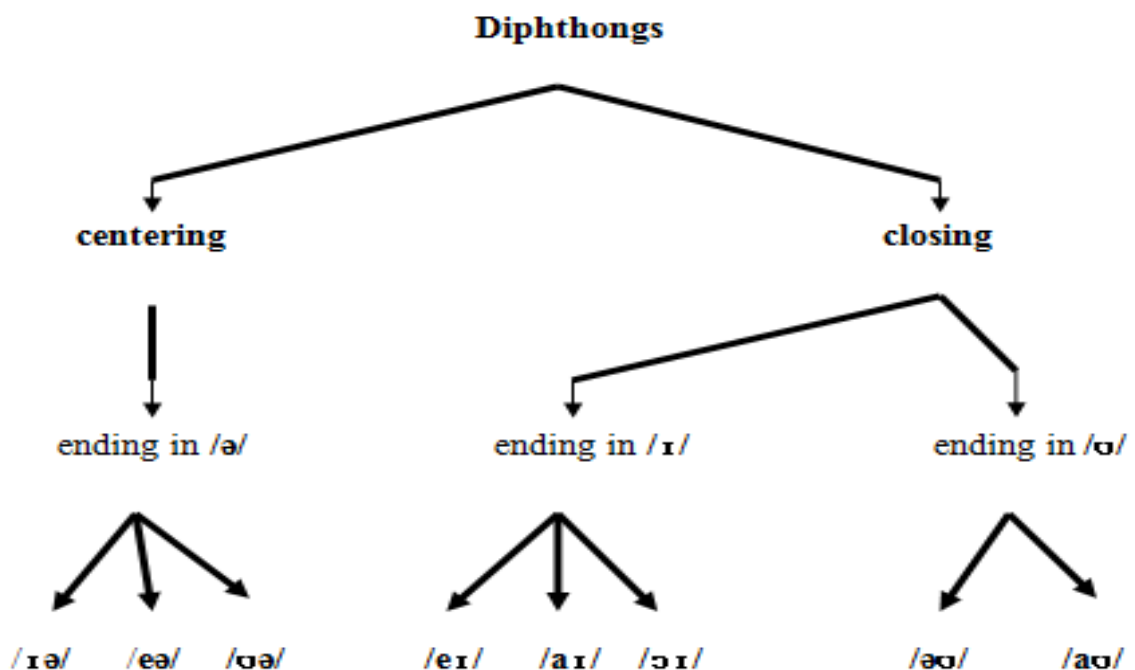 Diphthongs
centering closing
ending in /ə/ ending in /ɪ/ ending in /ʊ/
/ɪə/ /eə/ /ʊə/ /eɪ/ /aɪ/ /ɔɪ/ /əʊ/ /aʊ/